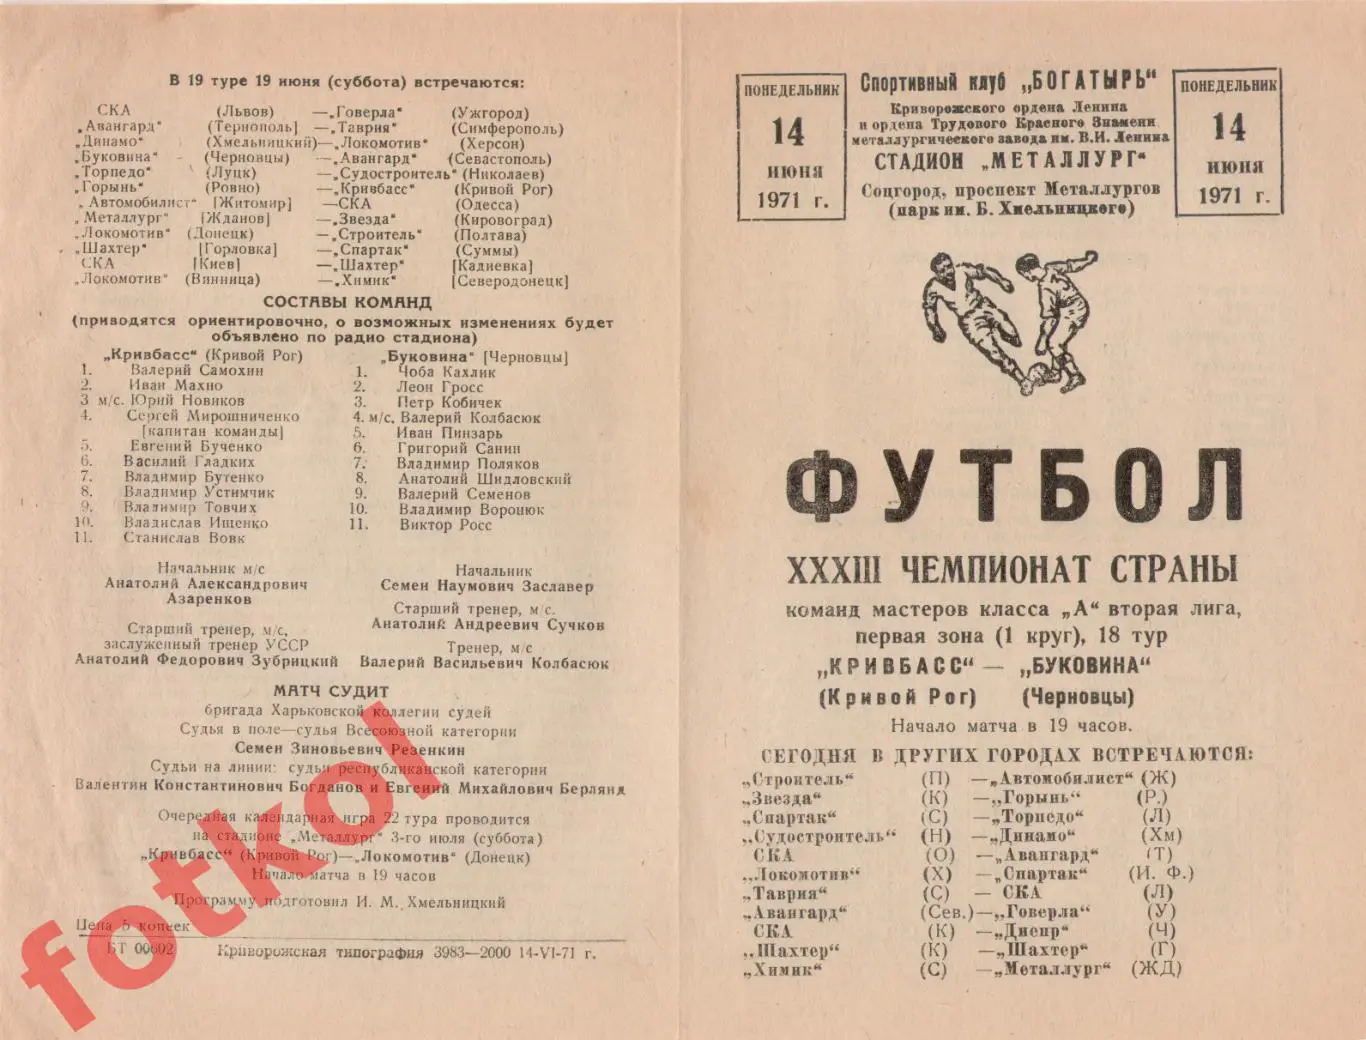 В 19 туре 19 июня (суббота) встречаются:
СКА (Львов) —„Говерла“ (Ужгород)
„Авангард“ (Тернополь] —„Таврия“ (Симферополь)
„Динамо“ (Хмельницкий)—„Локомотив“ (Херсон)
„Буковина“ (Черновцы) —„Авангард“ (Севастополь)
„Торпедо“ (Луцк) —„Судостроитель“ (Николаев)
„Горынь“ (Ровно) —„Кривбасс“ (Кривой Рог)
„Автомобилист“ [Житомир] —СКА (Одесса)
„Металлург“ [Жданов] —„Звезда“ (Кировоград)
„Локомотив“ (Донецк) —„Строитель“ (Полтава)
„Шахтер“ [Горловка] —„Спартак“ (Суммы)
СКА [Киев] —„Шахтер“ [Кадиевка]
„Локомотив“ (Винница) —„Химик“ [Северодонецк]
СОСТАВЫ КОМАНД
(приводятся ориентировочно, о возможных изменениях будет
объявлено по радио стадиона)
„Кривбасс“ (Кривой Рог)
1. Валерий Самохин
2. Иван Махно
3 м/с. Юрий Новиков
4. Сергей Мирошниченко
[капитан команды]
5. Евгений Бученко
6. Василий Гладких
7. Владимир Бутенко
8. Владимир Устимчик
9. Владимир Товчих
10. Владислав Ищенко
11. Станислав Вовк
Начальник м/с
Анатолий Александрович
Азаренков
Старший тренер, м/с,
заслуженный тренер УССР
Анатолий Федорович Зубрицкий
„Буковина“ [Черновцы]
1. Чоба Кахлик
2. Леон Гросс
3. Петр Кобичек
4. м/с, Валерий Колбасюк
5. Иван Пинзарь
6. Григорий Санин
7. Владимир Поляков
8. Анатолий Шидловский
9. Валерий Семенов
10. Владимир Воронюк
11. Виктор Росс
Начальник
Семен Наумович Заславер
Старший тренер, м/с.
Анатолий Андреевич Сучков
Тренер, м/с
Валерий Васильевич Колбасюк
МАТЧ СУДИТ
бригада Харьковской коллегии судей
Судья в поле—судья Всесоюзной категории
Семен Зиновьевич Резенкин
Судьи на линии: судьи республиканской категории
Валентин Константинович Богданов и Евгений Михайлович Берлянд
Очередная календарная игра 22 тура проводится
на стадионе „Металлург“ 3-го июля (суббота)
„Кривбасс“ (Кривой Рог)—„Локомотив“ (Донецк)
Начало матча в 19 часов
Программу подготовил И. М. Хмельницкий
Цена 5 копеек
БТ 00602 Криворожская типография 3983—2000 14-VI-71 г.
ПОНЕДЕЛЬНИК
14
ИЮНЯ
1971 г.
Спортивный клуб „БОГАТЫРЬ“
Криворожского ордена Ленина
и ордена Трудового Красного Знамени
металлургического завода им. В.И. Ленина
СТАДИОН „МЕТАЛЛУРГ“
Соцгород, проспект Металлургов
(парк им. Б. Хмельницкого)
ПОНЕДЕЛЬНИК
14
ИЮНЯ
1971 г.
ФУТБОЛ
XXXIII ЧЕМПИОНАТ СТРАНЫ
команд мастеров класса „А“ вторая лига,
первая зона (1 круг), 18 тур
„КРИВБАСС“ — „БУКОВИНА“
(Кривой Рог) (Черновцы)
Начало матча в 19 часов.
СЕГОДНЯ В ДРУГИХ ГОРОДАХ ВСТРЕЧАЮТСЯ:
„Строитель“ (П) —„Автомобилист“ (Ж)
„Звезда“ (К) —„Горынь“ (Р.)
„Спартак“ (С) —„Торпедо“ (Л)
„Судостроитель“ (Н) —„Динамо“ (Хм)
СКА (О) —„Авангард“ (Т)
„Локомотив“ (Х) —„Спартак“ (И. Ф.)
„Таврия“ (С) — СКА (Л)
„Авангард“ (Сев.)—„Говерла“ (У)
СКА (К) —„Днепр“ (Ч)
„Шахтер“ (К) —„Шахтер“ (Г)
„Химик“ (С) —„Металлург“ (ЖД)
fotkol